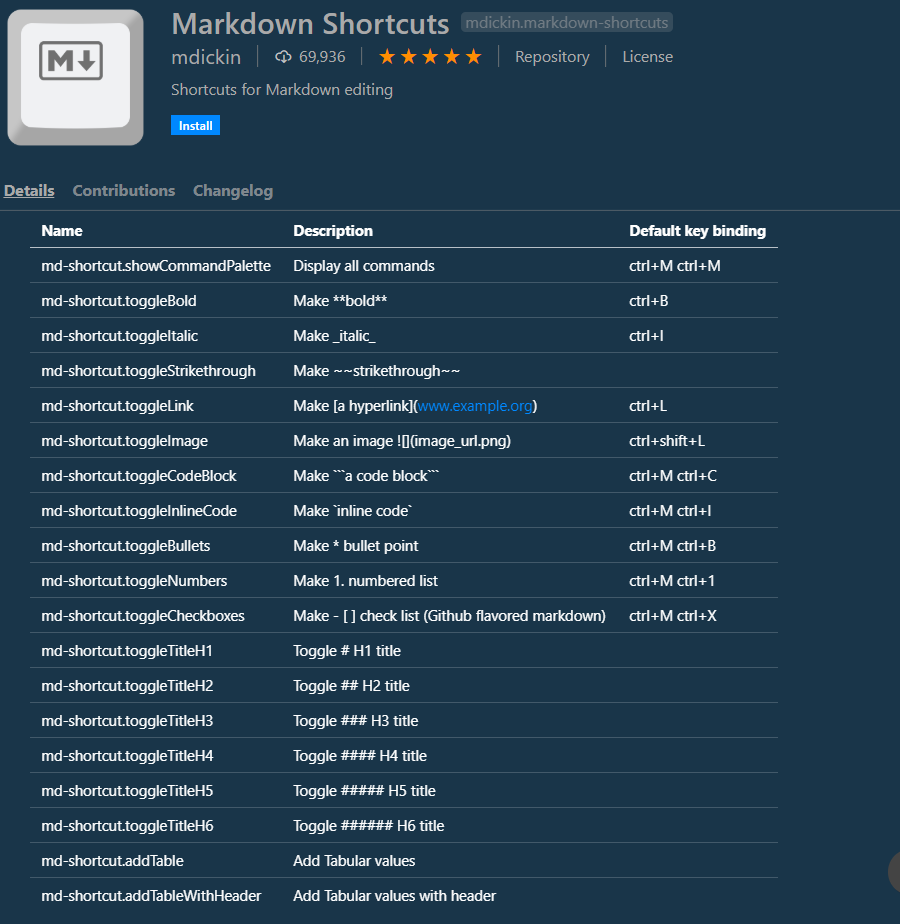 M
Markdown Shortcuts mdickin.markdown-shortcuts
mdickin 69,936 Repository License
Shortcuts for Markdown editing
Install
Details Contributions Changelog
Name Description Default key binding
md-shortcut.showCommandPalette Display all commands ctrl+M ctrl+M
md-shortcut.toggleBold Make **bold** ctrl+B
md-shortcut.toggleItalic Make _italic_ ctrl+I
md-shortcut.toggleStrikethrough Make ~~strikethrough~~
md-shortcut.toggleLink Make [a hyperlink](www.example.org) ctrl+L
md-shortcut.toggleImage Make an image ![](image_url.png) ctrl+shift+L
md-shortcut.toggleCodeBlock Make ```a code block``` ctrl+M ctrl+C
md-shortcut.toggleInlineCode Make `inline code` ctrl+M ctrl+I
md-shortcut.toggleBullets Make * bullet point ctrl+M ctrl+B
md-shortcut.toggleNumbers Make 1. numbered list ctrl+M ctrl+1
md-shortcut.toggleCheckboxes Make - [ ] check list (Github flavored markdown) ctrl+M ctrl+X
md-shortcut.toggleTitleH1 Toggle # H1 title
md-shortcut.toggleTitleH2 Toggle ## H2 title
md-shortcut.toggleTitleH3 Toggle ### H3 title
md-shortcut.toggleTitleH4 Toggle #### H4 title
md-shortcut.toggleTitleH5 Toggle ##### H5 title
md-shortcut.toggleTitleH6 Toggle ###### H6 title
md-shortcut.addTable Add Tabular values
md-shortcut.addTableWithHeader Add Tabular values with header